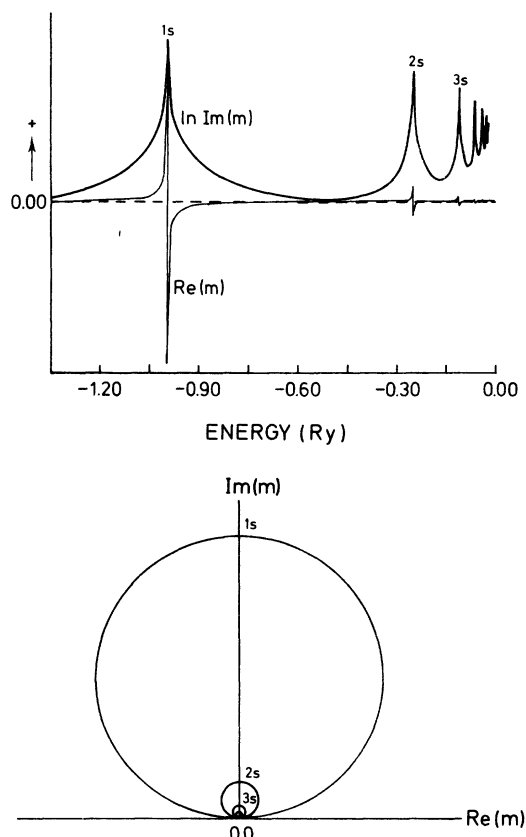 1s
2s
3s
ln Im(m)
+
0.00
Re(m)
-1.20 -0.90 -0.60 -0.30 0.00
ENERGY (Ry)
Im(m)
1s
2s
3s
Re(m)
0.0